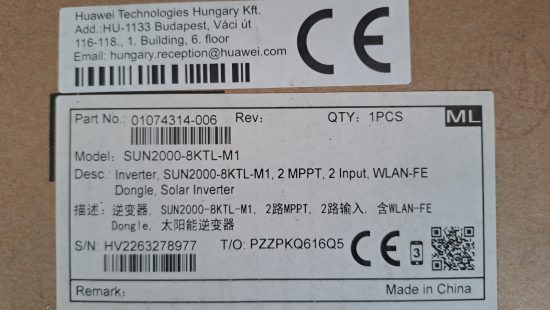 Huawei Technologies Hungary Kft.
Add.:HU-1133 Budapest, Váci út
116-118., 1. Building, 6. floor
Email: hungary.reception@huawei.com
CE
Part No.: 01074314-006 Rev: QTY: 1PCS ML
Model: SUN2000-8KTL-M1
Desc.: Inverter, SUN2000-8KTL-M1, 2 MPPT, 2 Input, WLAN-FE
Dongle, Solar Inverter
描述: 逆变器, SUN2000-8KTL-M1, 2路MPPT, 2路输入, 含WLAN-FE
Dongle, 太阳能逆变器
S/N: HV2263278977 T/O: PZZPKQ616Q5 CE 3
Remark: Made in China